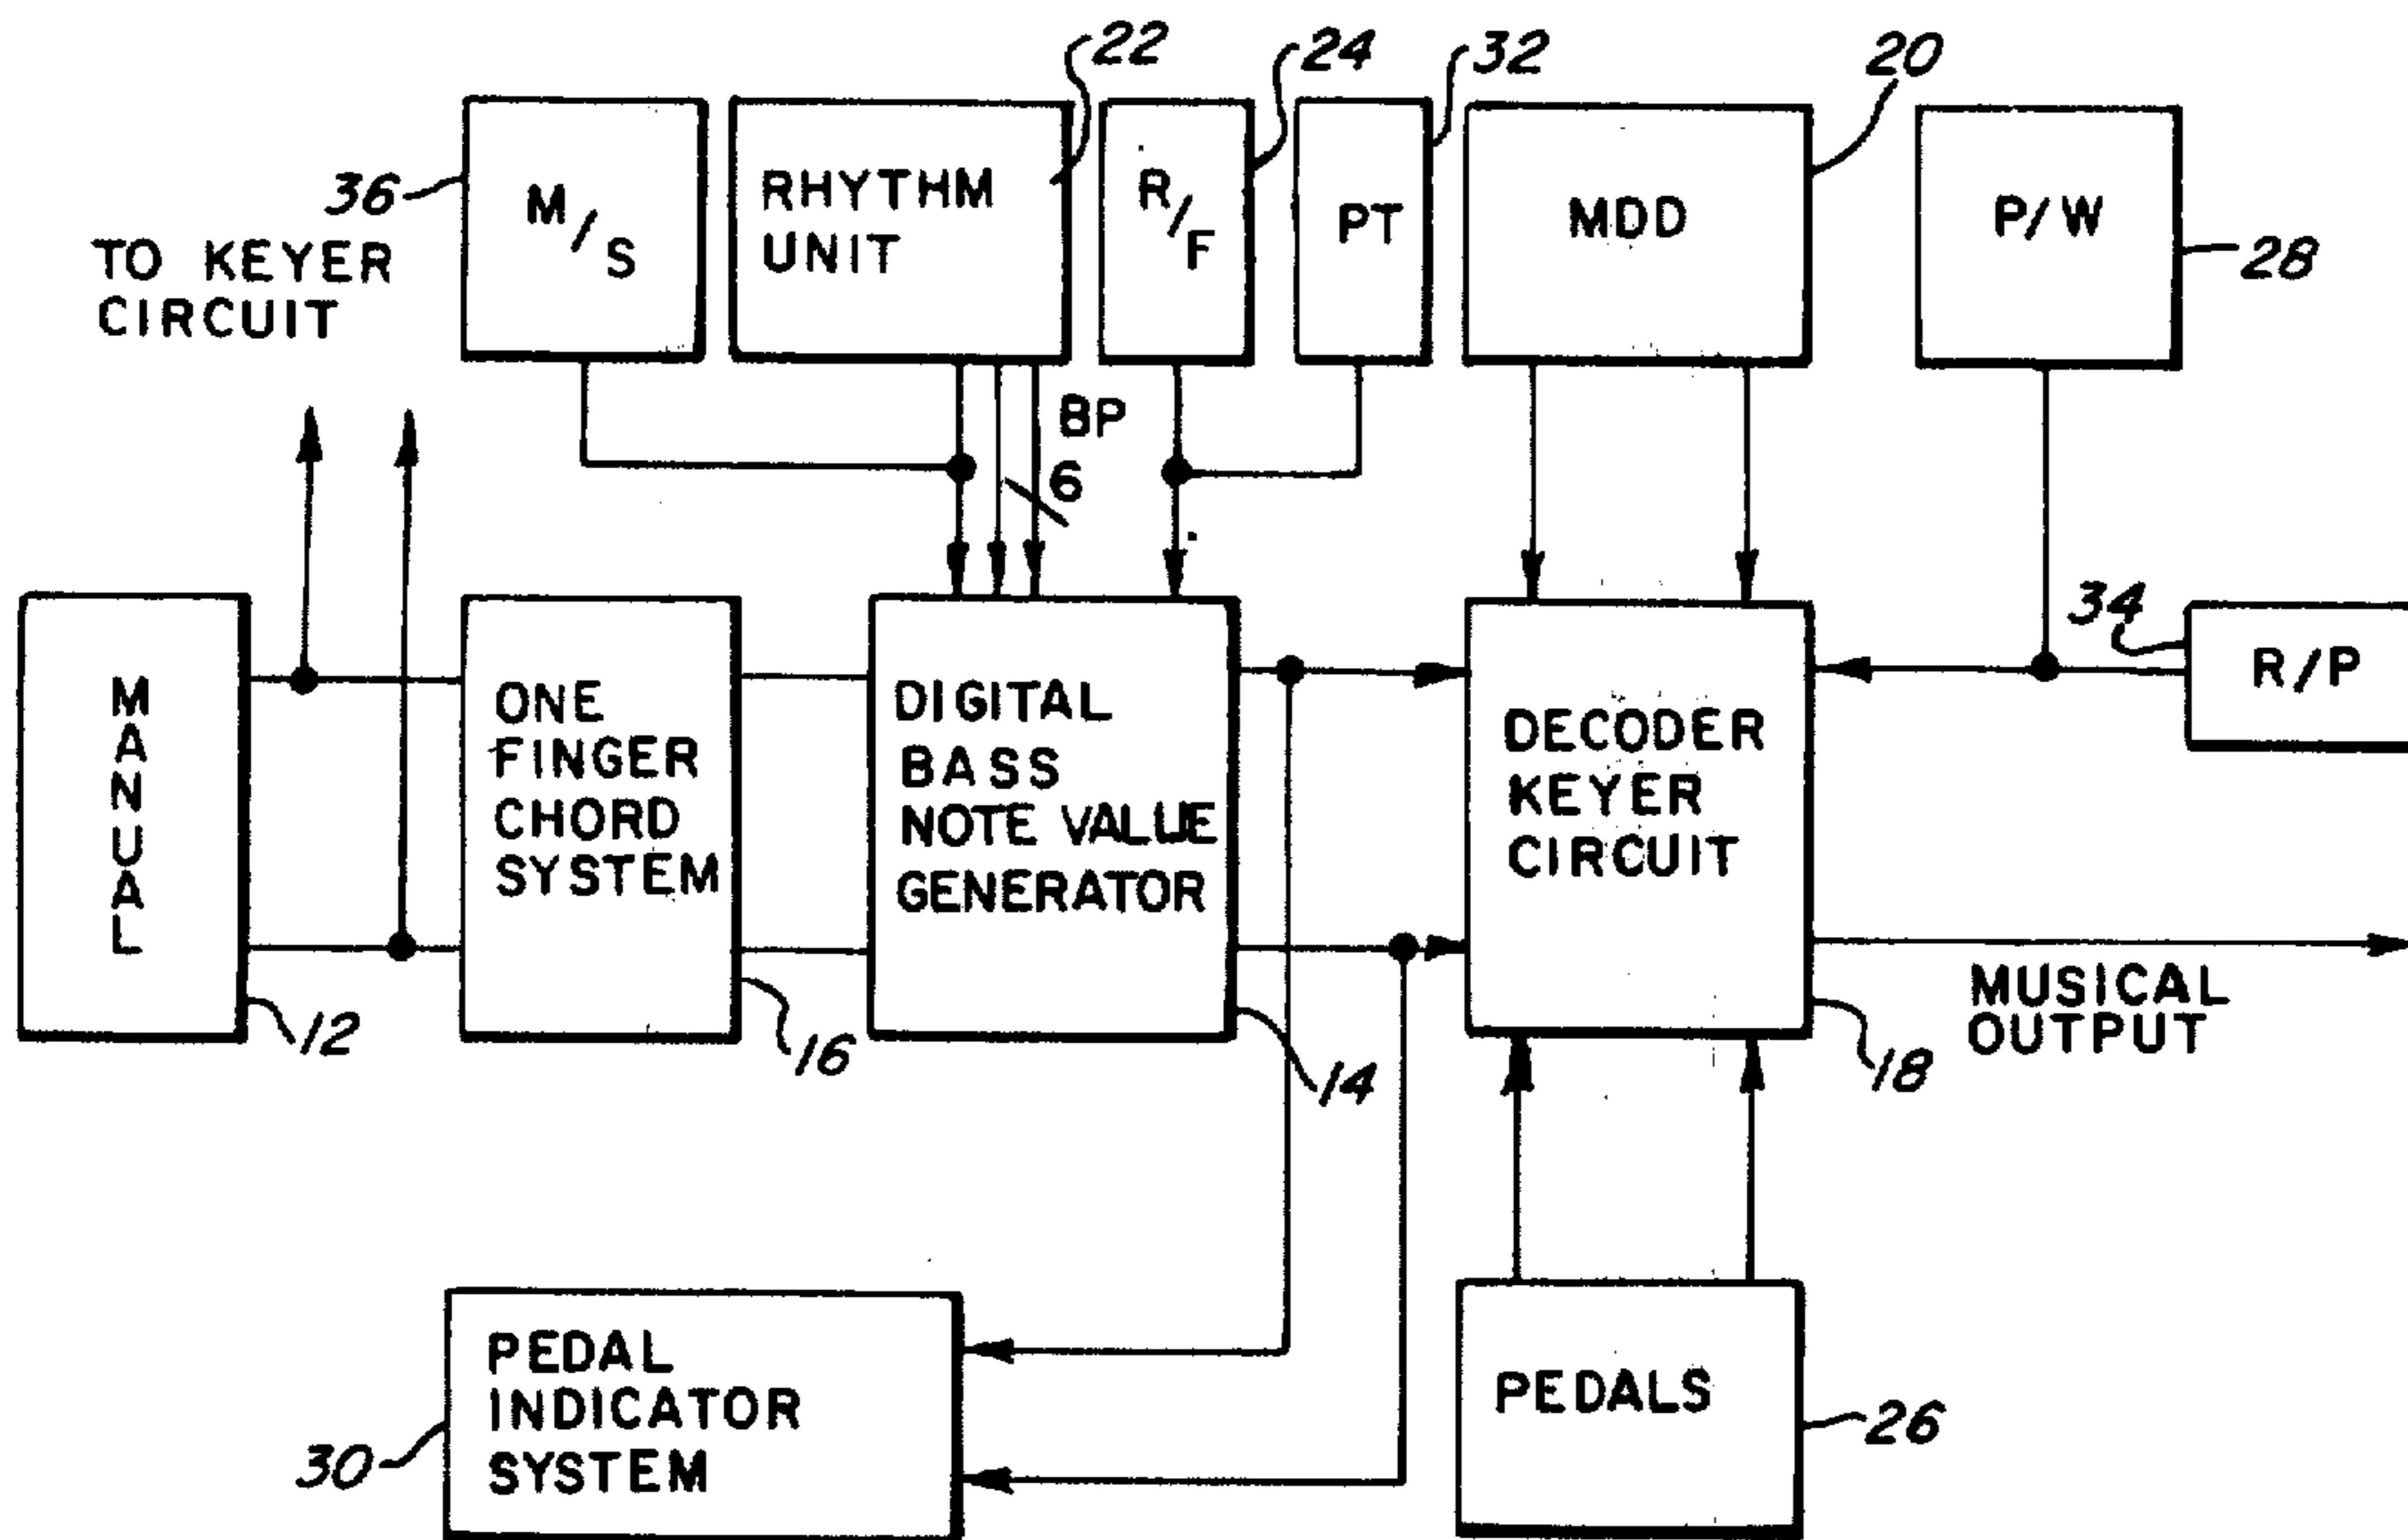 22
24
32
20
36
M/S
RHYTHM
UNIT
R/F
PT
MDD
P/W
28
TO KEYER
CIRCUIT
8P
6
34
R/P
MANUAL
ONE
FINGER
CHORD
SYSTEM
DIGITAL
BASS
NOTE VALUE
GENERATOR
DECODER
KEYER
CIRCUIT
MUSICAL
OUTPUT
12
16
14
18
PEDAL
INDICATOR
SYSTEM
30
PEDALS
26